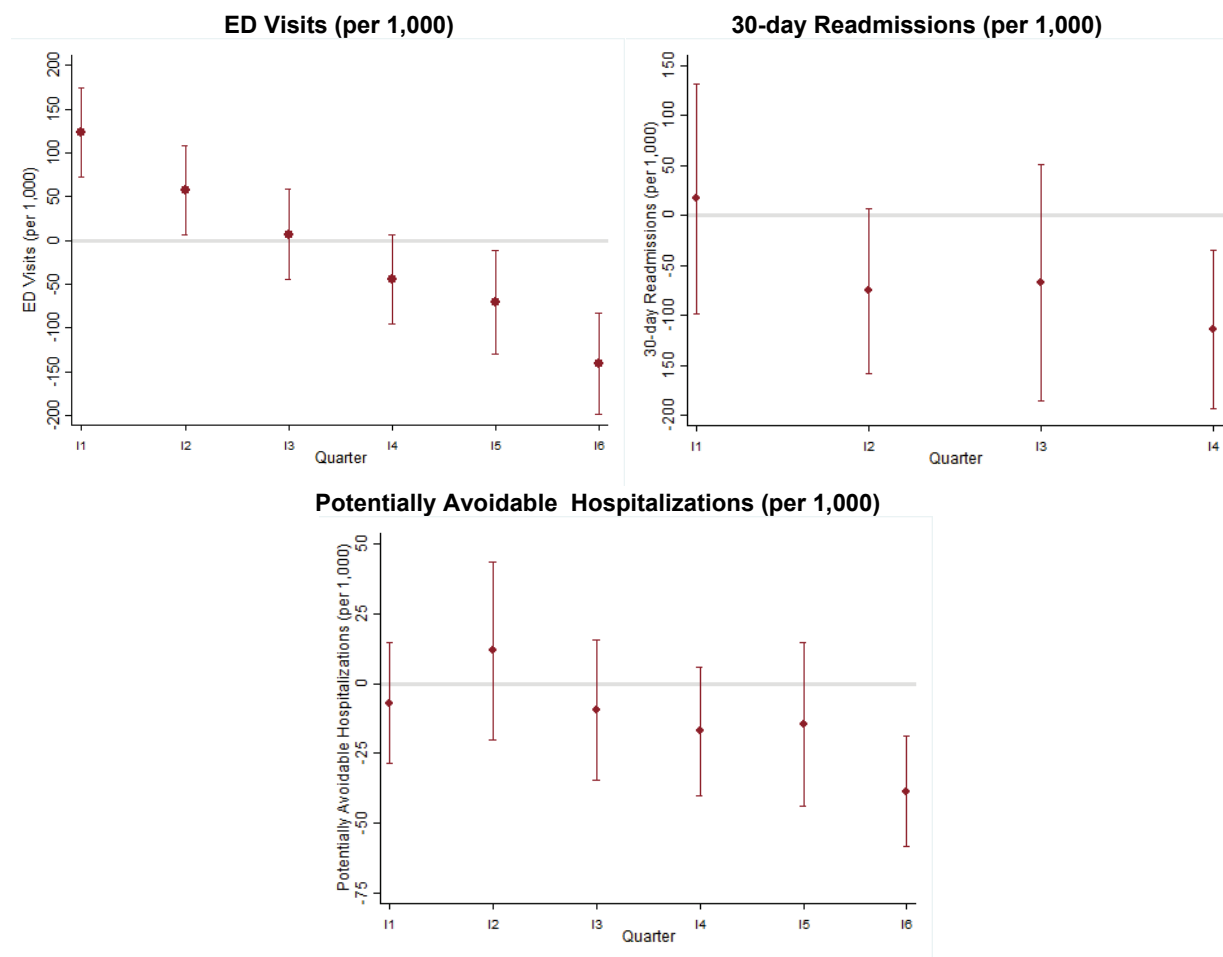 ED Visits (per 1,000)
ED Visits (per 1,000)
200
150
100
50
0
-50
-100
-150
-200
I1 I2 I3 I4 I5 I6
Quarter
30-day Readmissions (per 1,000)
30-day Readmissions (per 1,000)
150
100
50
0
-50
-100
150
-200
I1 I2 I3 I4
Quarter
Potentially Avoidable Hospitalizations (per 1,000)
Potentially Avoidable Hospitalizations (per 1,000)
50
25
0
-25
-50
-75
I1 I2 I3 I4 I5 I6
Quarter